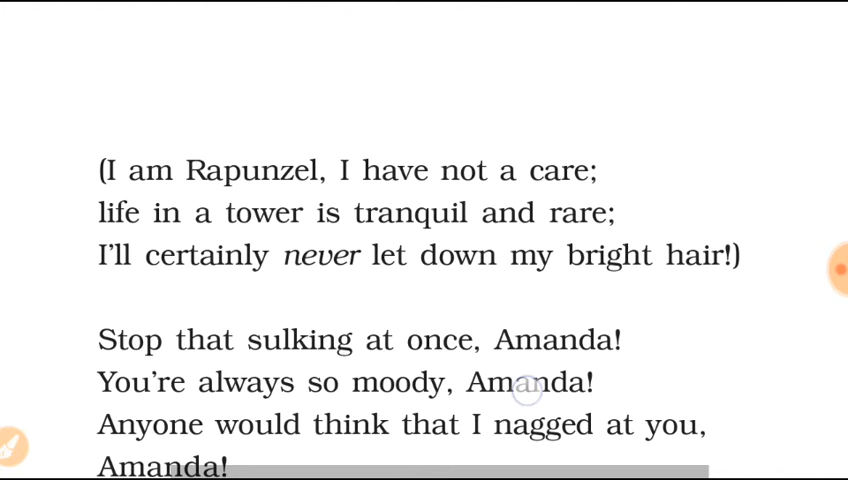 (I am Rapunzel, I have not a care;
life in a tower is tranquil and rare;
I'll certainly never let down my bright hair!)
Stop that sulking at once, Amanda!
You're always so moody, Amanda!
Anyone would think that I nagged at you,
Amanda!